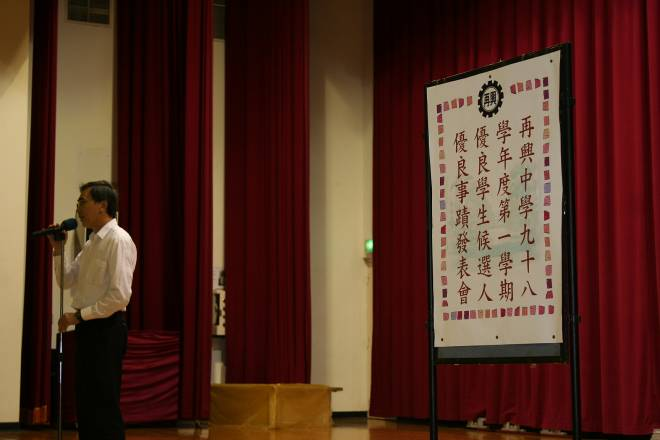 再興
再興中學九十八
學年度第一學期
優良學生候選人
優良事蹟發表會